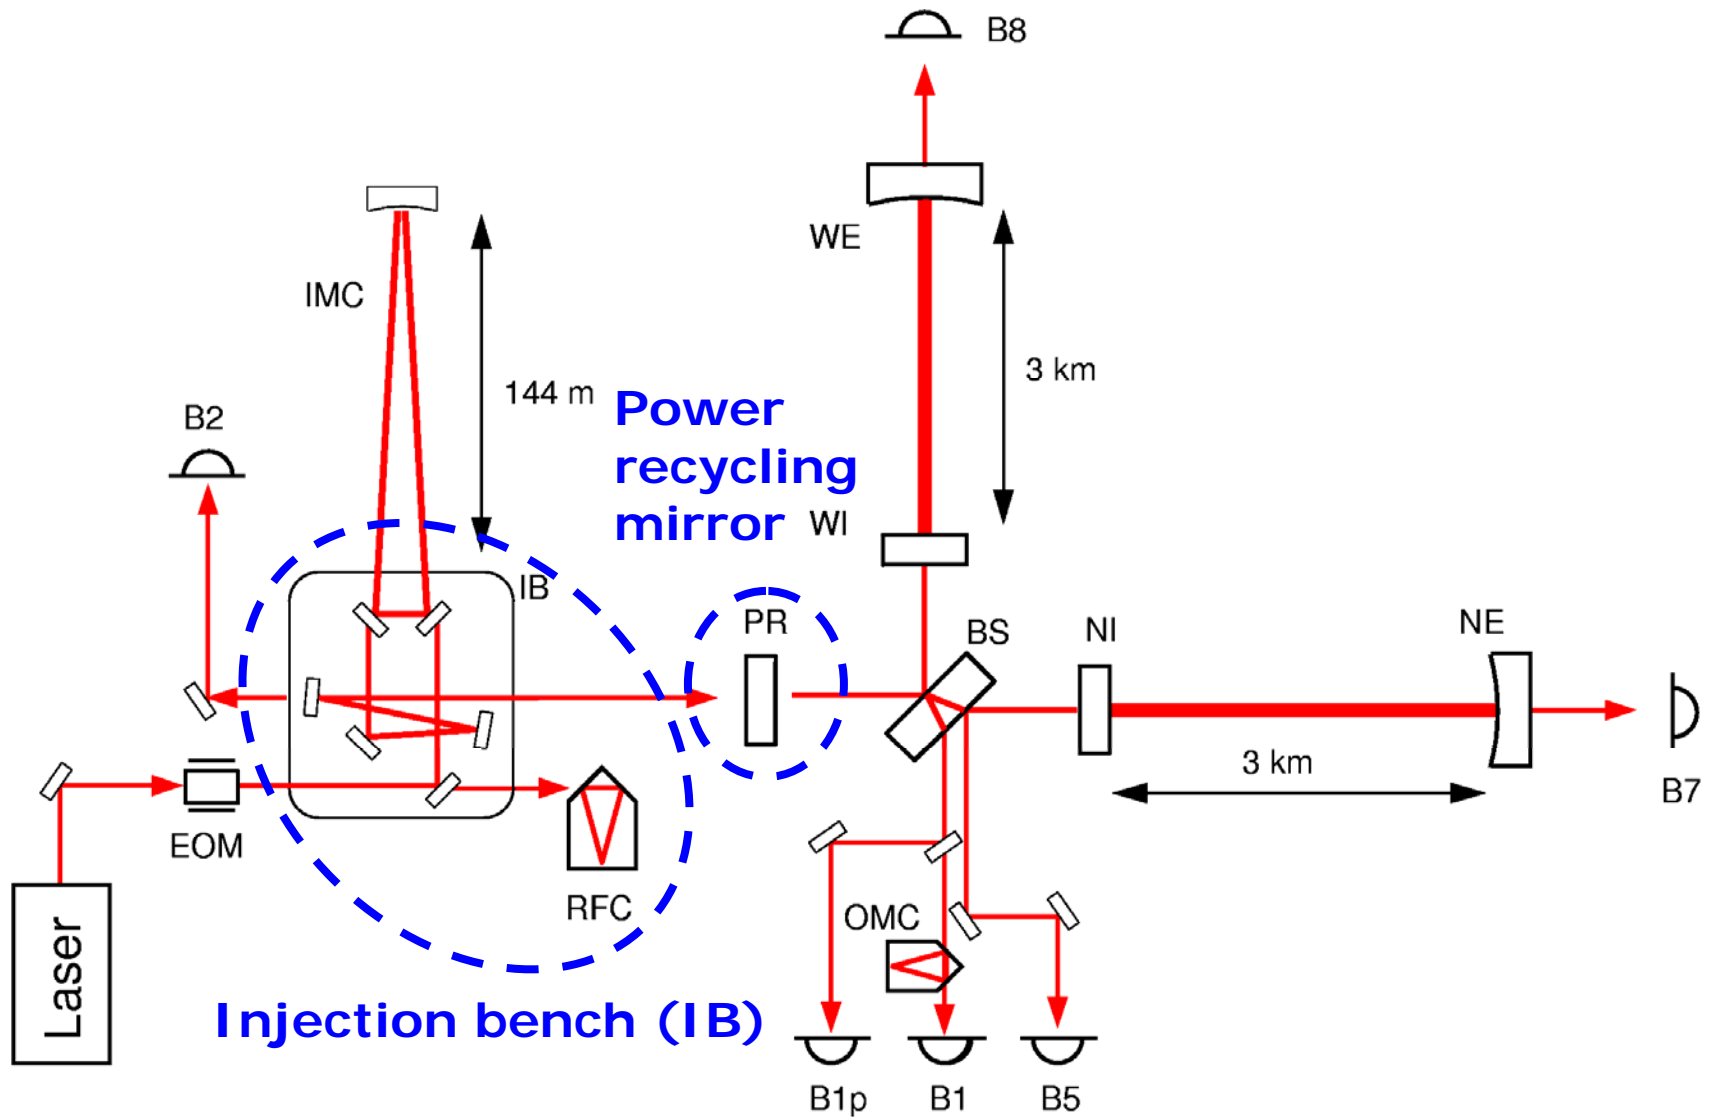 B8
WE
IMC
3 km
144 m
Power
recycling
mirror
B2
WI
IB
PR
BS
NI
NE
3 km
B7
EOM
RFC
OMC
Laser
Injection bench (IB)
B1p
B1
B5